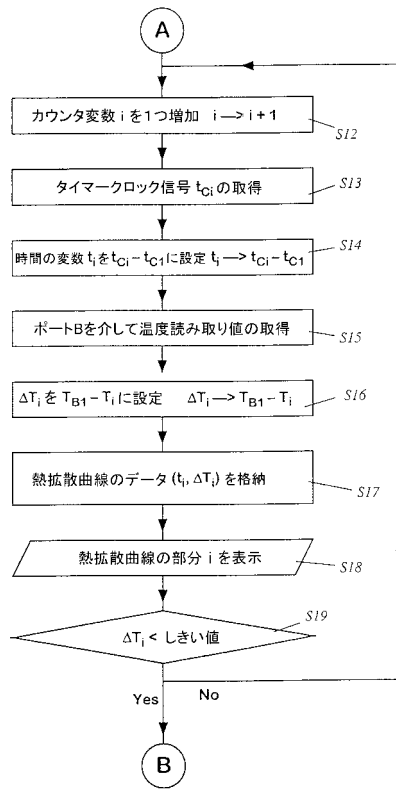 A
カウンタ変数 i を1つ増加 i → i + 1
S12
タイマークロック信号 tCi の取得
S13
時間の変数 ti を tCi − tC1 に設定 ti → tCi − tC1
S14
ポートBを介して温度読み取り値の取得
S15
ΔTi を TB1 − Ti に設定 ΔTi → TB1 − Ti
S16
熱拡散曲線のデータ (ti, ΔTi) を格納
S17
熱拡散曲線の部分 i を表示
S18
ΔTi < しきい値
S19
Yes
No
B